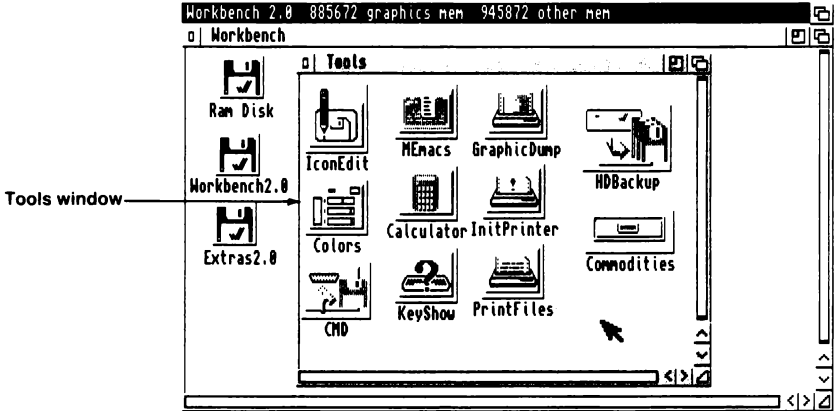 Workbench 2.0 885672 graphics mem 945872 other mem
Workbench
Tools
Ram Disk
IconEdit
MEmacs
GraphicDump
HDBackup
Workbench2.0
Tools window
Colors
Calculator
InitPrinter
Commodities
Extras2.0
CMD
KeyShow
PrintFiles